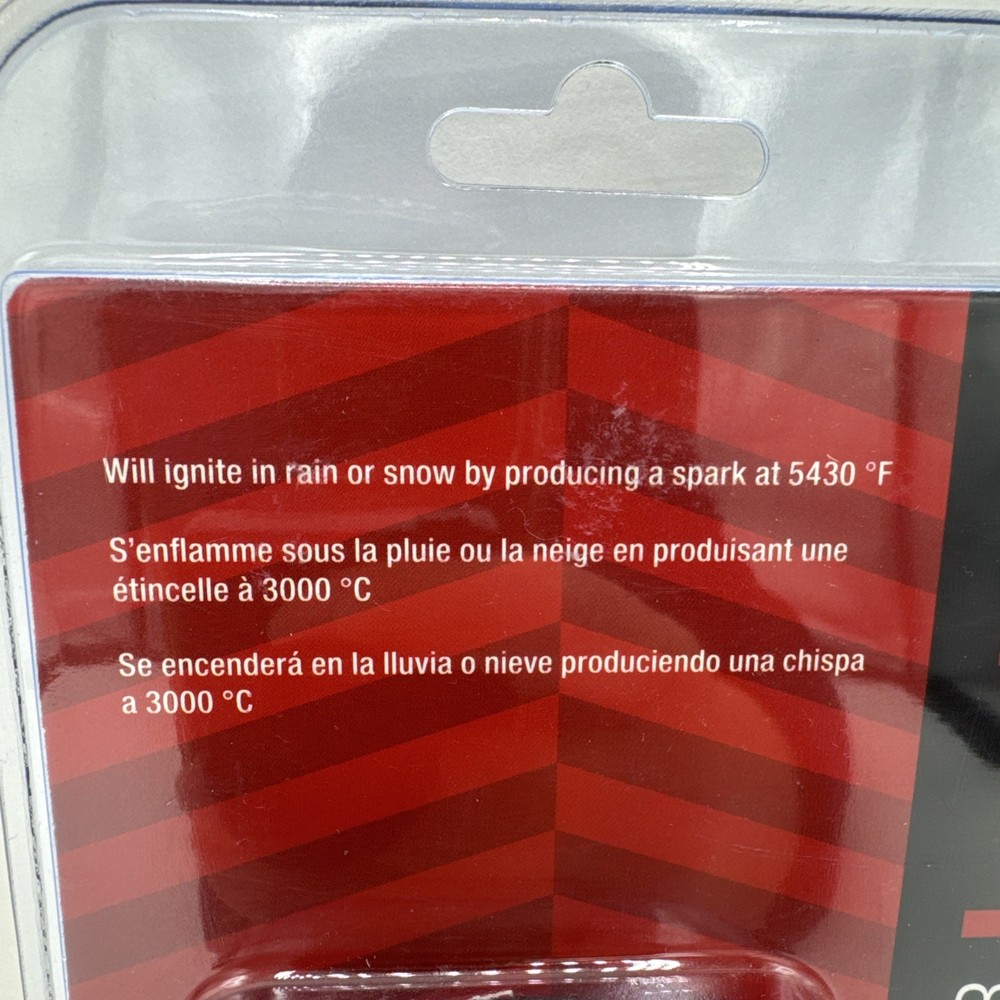 Will ignite in rain or snow by producing a spark at 5430 °F
S'enflamme sous la pluie ou la neige en produisant une
étincelle à 3000 °C
Se encenderá en la lluvia o nieve produciendo una chispa
a 3000 °C